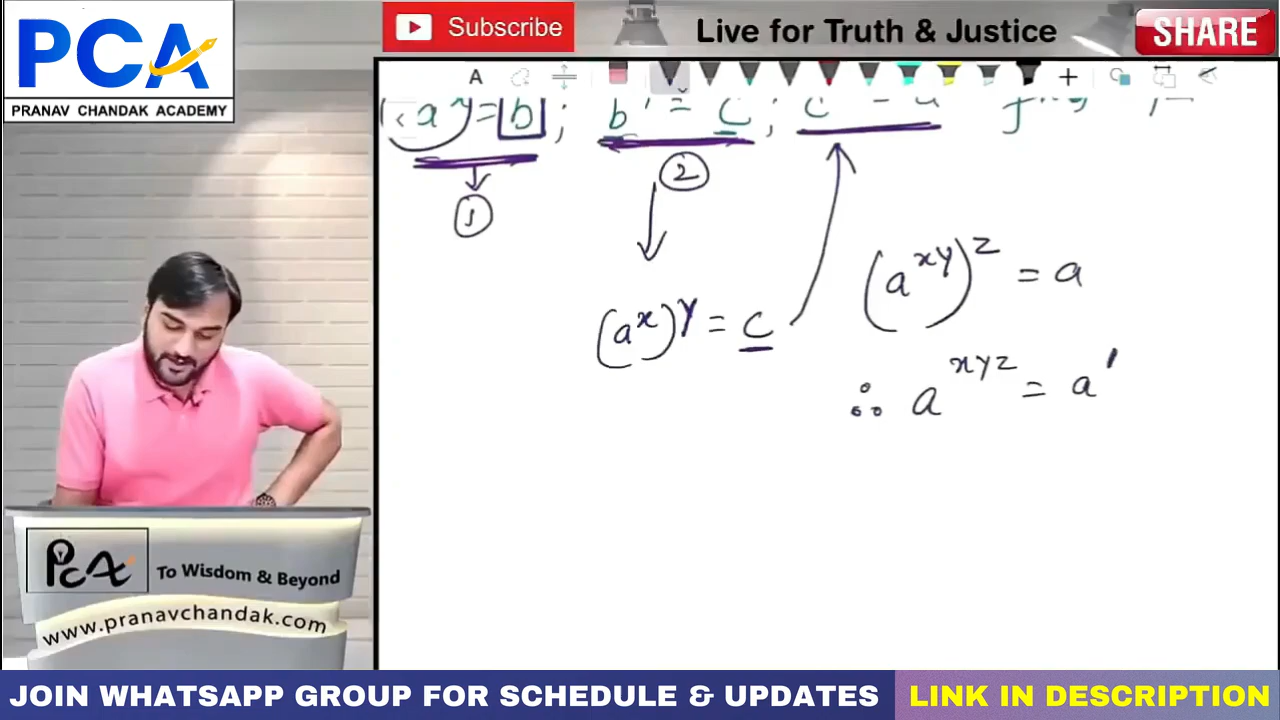 PCA
PRANAV CHANDAK ACADEMY
Subscribe
Live for Truth & Justice
SHARE
A
= b ; = c ;
1 2
(a^x)^y = c
(a^{xy})^z = a
∴ a^{xyz} = a^1
PCA
To Wisdom & Beyond
www.pranavchandak.com
JOIN WHATSAPP GROUP FOR SCHEDULE & UPDATES
LINK IN DESCRIPTION